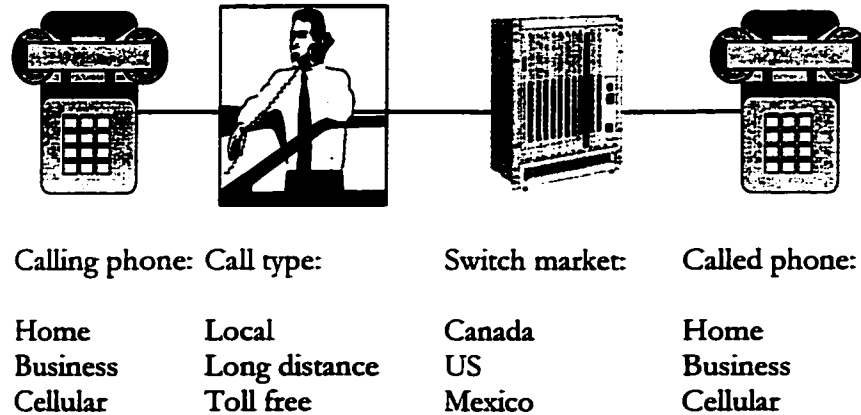 Calling phone: Call type: Switch market: Called phone:
Home Local Canada Home
Business Long distance US Business
Cellular Toll free Mexico Cellular